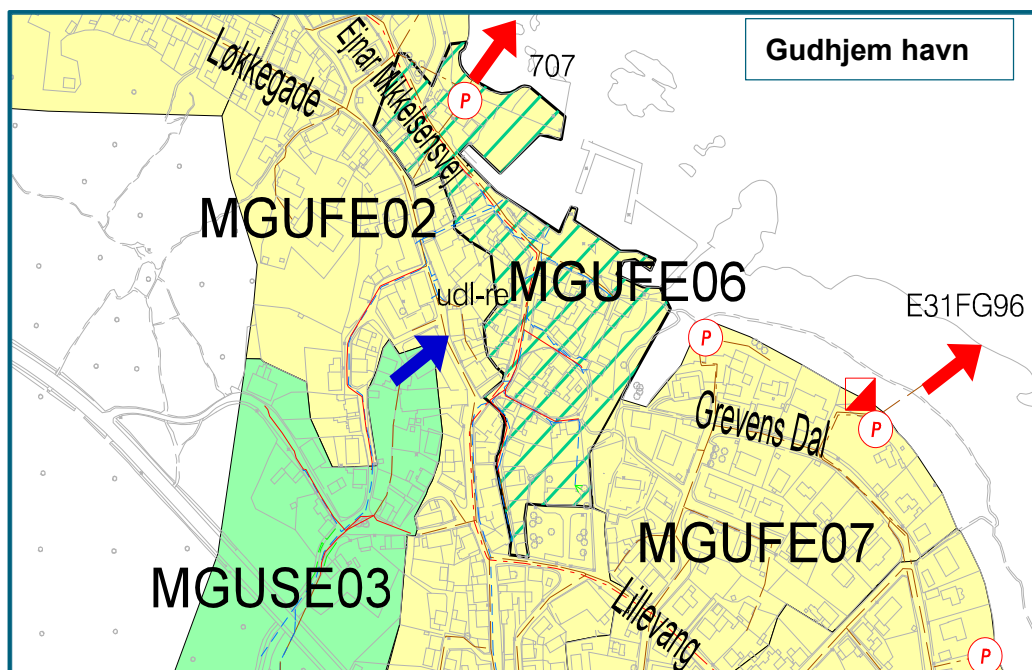 Gudhjem havn
Løkkegade
Ejnar Mikkelsensvej
707
P
MGUFE02
udl-re
MGUFE06
E31FG96
P
Grevens Dal
P
MGUFE07
MGUSE03
Lillevang
P